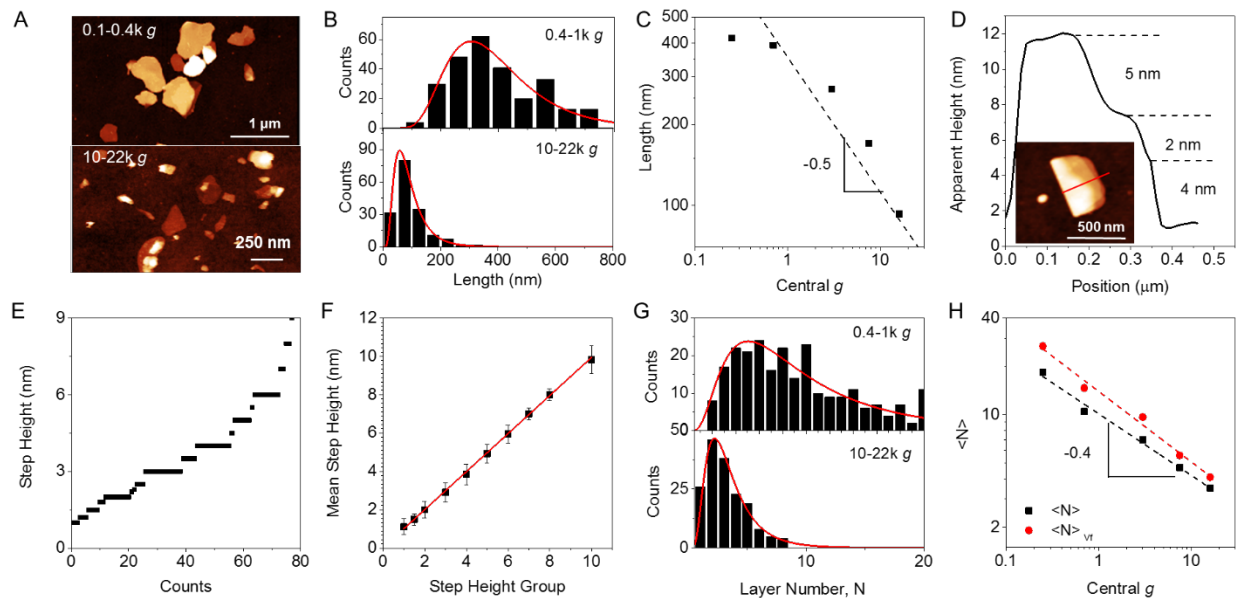 A
0.1-0.4k g
1 µm
10-22k g
250 nm
B
0.4-1k g
60
40
20
0
Counts
10-22k g
90
60
30
0
Counts
0 200 400 600 800
Length (nm)
C
500
400
300
200
100
Length (nm)
-0.5
0.1 1 10
Central g
D
12
10
8
6
4
2
0
Apparent Height (nm)
5 nm
2 nm
4 nm
500 nm
0.0 0.1 0.2 0.3 0.4 0.5
Position (µm)
E
9
6
3
0
Step Height (nm)
0 20 40 60 80
Counts
F
12
10
8
6
4
2
0
Mean Step Height (nm)
0 2 4 6 8 10
Step Height Group
G
0.4-1k g
30
20
10
Counts
10-22k g
50
25
0
Counts
10 20
Layer Number, N
H
40
10
2
<N>
-0.4
<N>
<N>vf
0.1 1 10
Central g